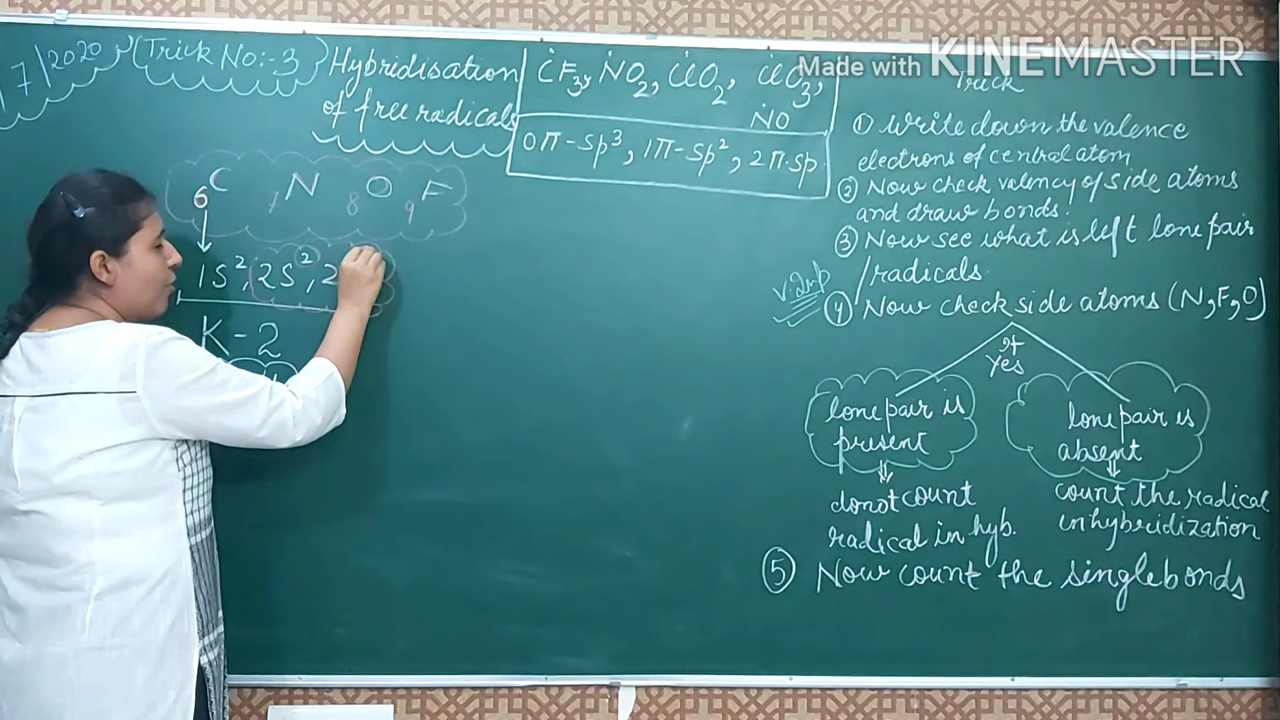 7/2020
(Trick No:-3)
Hybridisation
of free radicals
ĊF3, ṄO2, ĊlO2, ĊlO3,
ṄO
0π-sp³, 1π-sp², 2π-sp.
Made with KINEMASTER
Trick
① Write down the valence
electrons of central atom
② Now check valency of side atoms
and draw bonds.
③ Now see what is left lone pair
/radicals.
V. Imp
④ Now check side atoms (N, F, O)
If
Yes
lone pair is
present
donot count
radical in hyb.
lone pair is
absent
count the radical
in hybridization
⑤ Now count the single bonds
6C 7N 8O 9F
1s², 2s², 2
K - 2